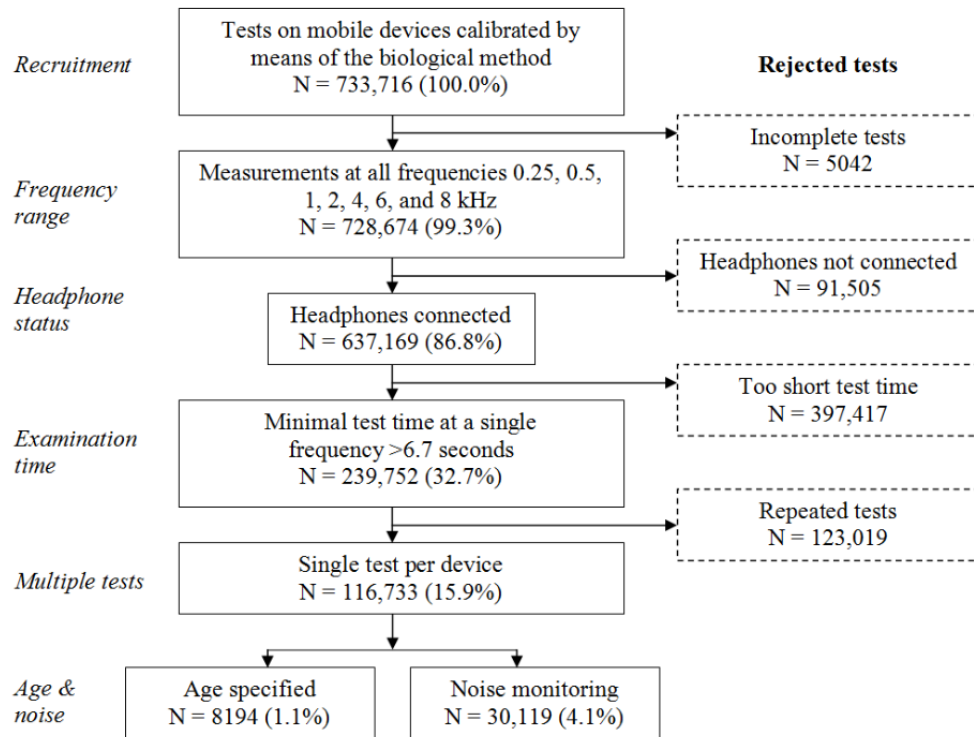 Tests on mobile devices calibrated by
means of the biological method
N = 733,716 (100.0%)
Recruitment
Rejected tests
Incomplete tests
N = 5042
Frequency
range
Measurements at all frequencies 0.25, 0.5,
1, 2, 4, 6, and 8 kHz
N = 728,674 (99.3%)
Headphones not connected
N = 91,505
Headphone
status
Headphones connected
N = 637,169 (86.8%)
Too short test time
N = 397,417
Examination
time
Minimal test time at a single
frequency >6.7 seconds
N = 239,752 (32.7%)
Repeated tests
N = 123,019
Multiple tests
Single test per device
N = 116,733 (15.9%)
Age &
noise
Age specified
N = 8194 (1.1%)
Noise monitoring
N = 30,119 (4.1%)